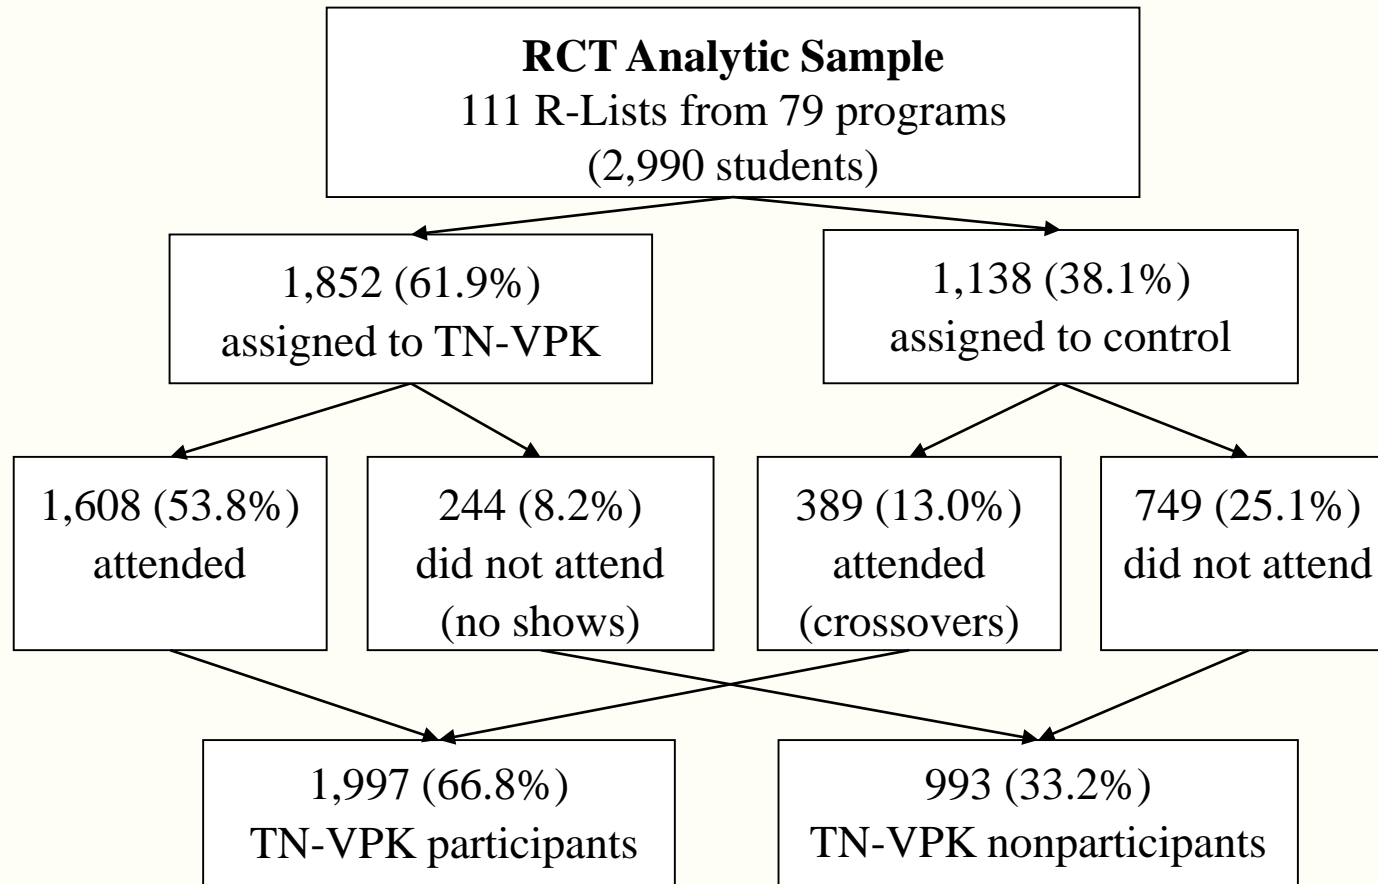 RCT Analytic Sample
111 R-Lists from 79 programs
(2,990 students)
1,852 (61.9%)
assigned to TN-VPK
1,138 (38.1%)
assigned to control
1,608 (53.8%)
attended
244 (8.2%)
did not attend
(no shows)
389 (13.0%)
attended
(crossovers)
749 (25.1%)
did not attend
1,997 (66.8%)
TN-VPK participants
993 (33.2%)
TN-VPK nonparticipants